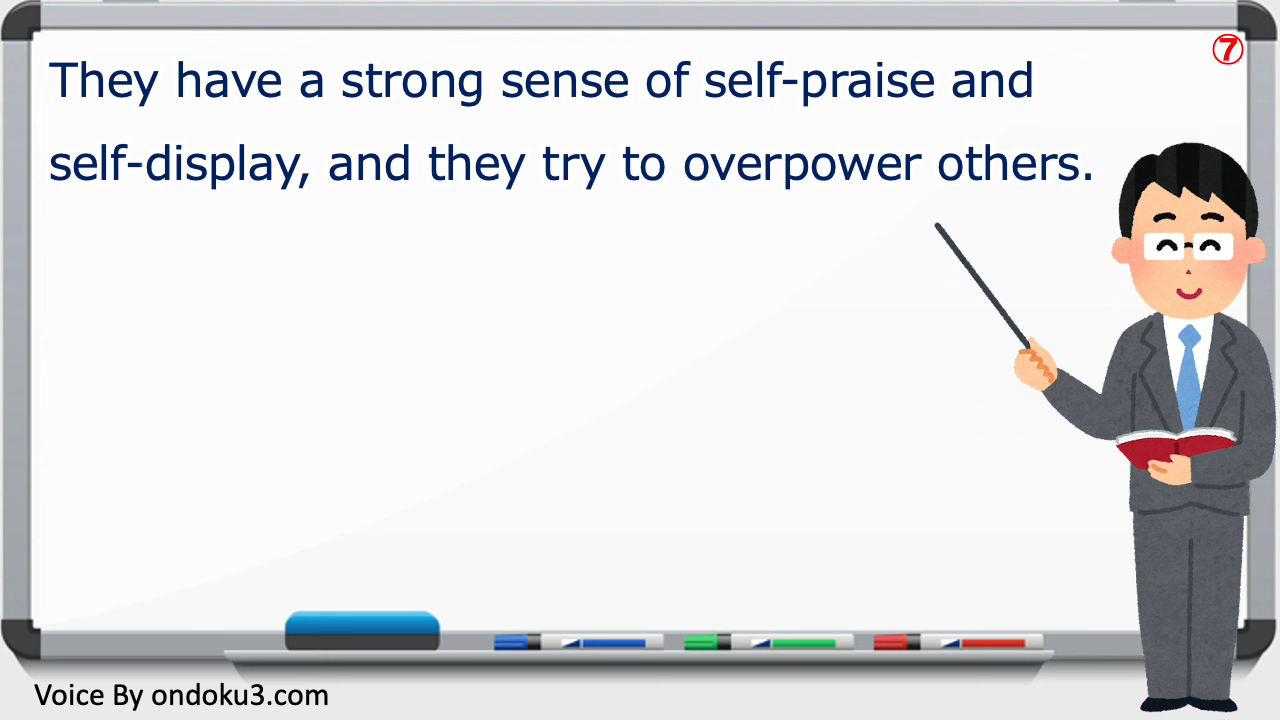 ⑦
They have a strong sense of self-praise and
self-display, and they try to overpower others.
Voice By ondoku3.com